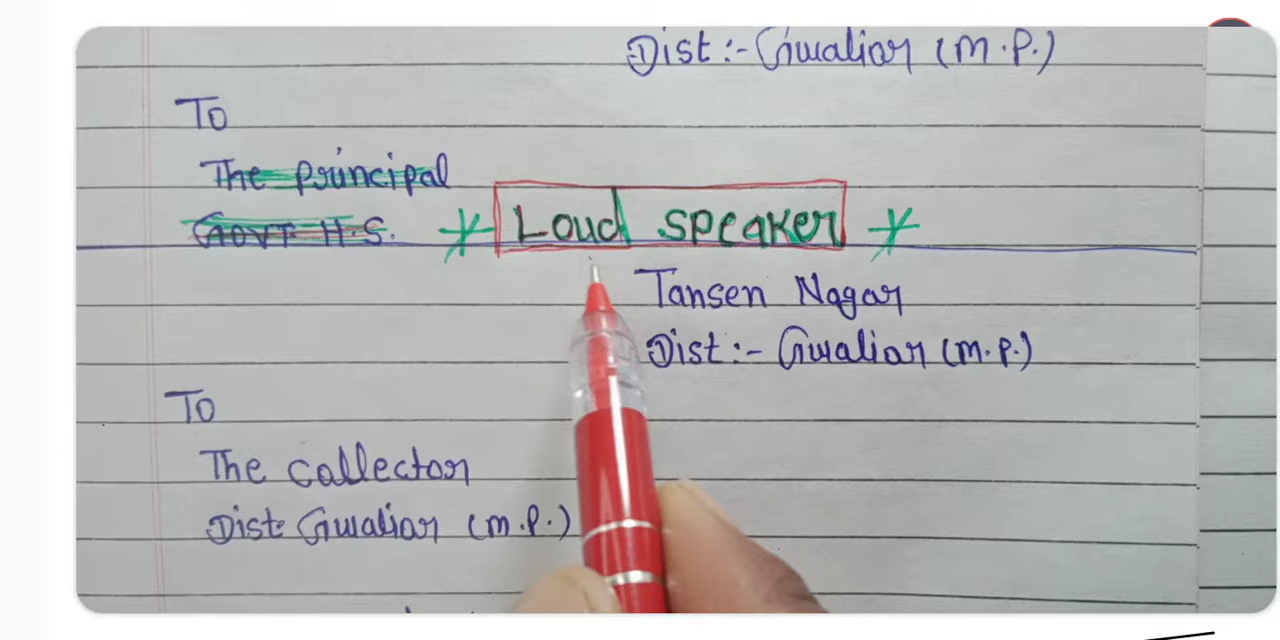 Dist :- Gwalior (M.P.)
To
The principal
GOVT H.S.
* Loud speaker *
Tansen Nagar
Dist :- Gwalior (M.P.)
To
The collector
Dist: Gwalior (M.P.)